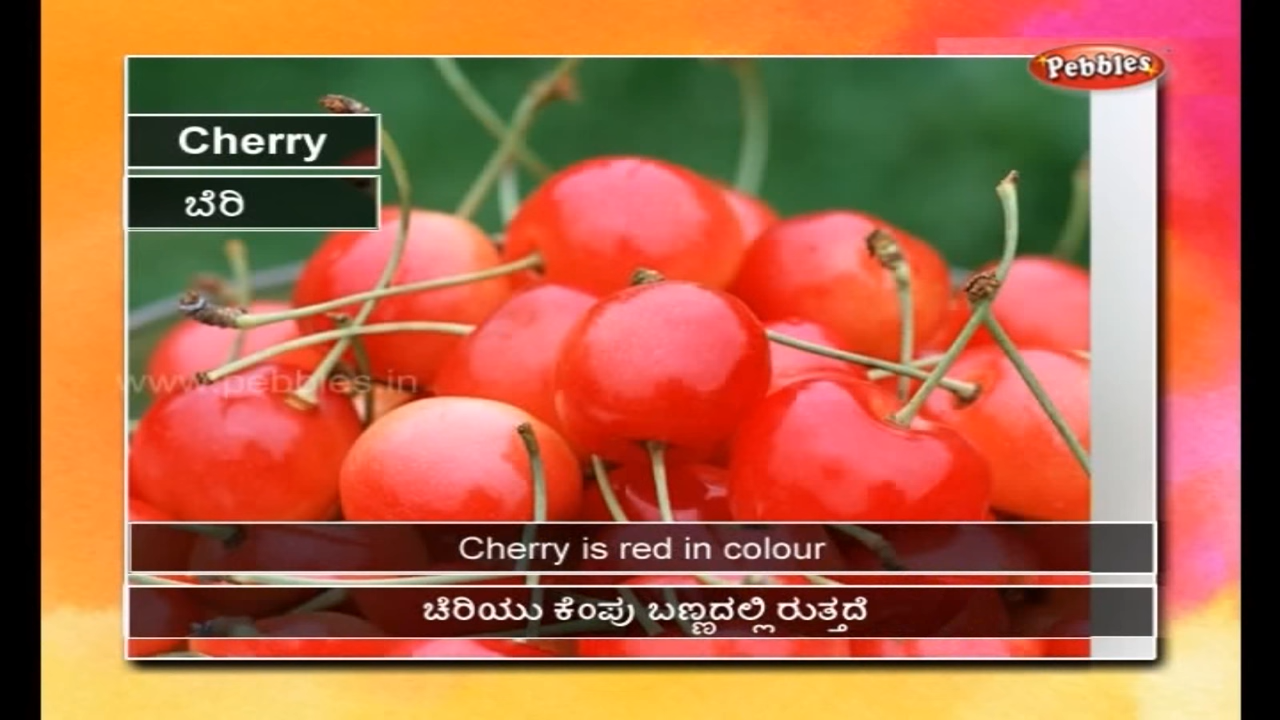 Pebbles
Cherry
ಚೆರಿ
www.pebbles.in
Cherry is red in colour
ಚೆರಿಯು ಕೆಂಪು ಬಣ್ಣದಲ್ಲಿ ರುತ್ತದೆ